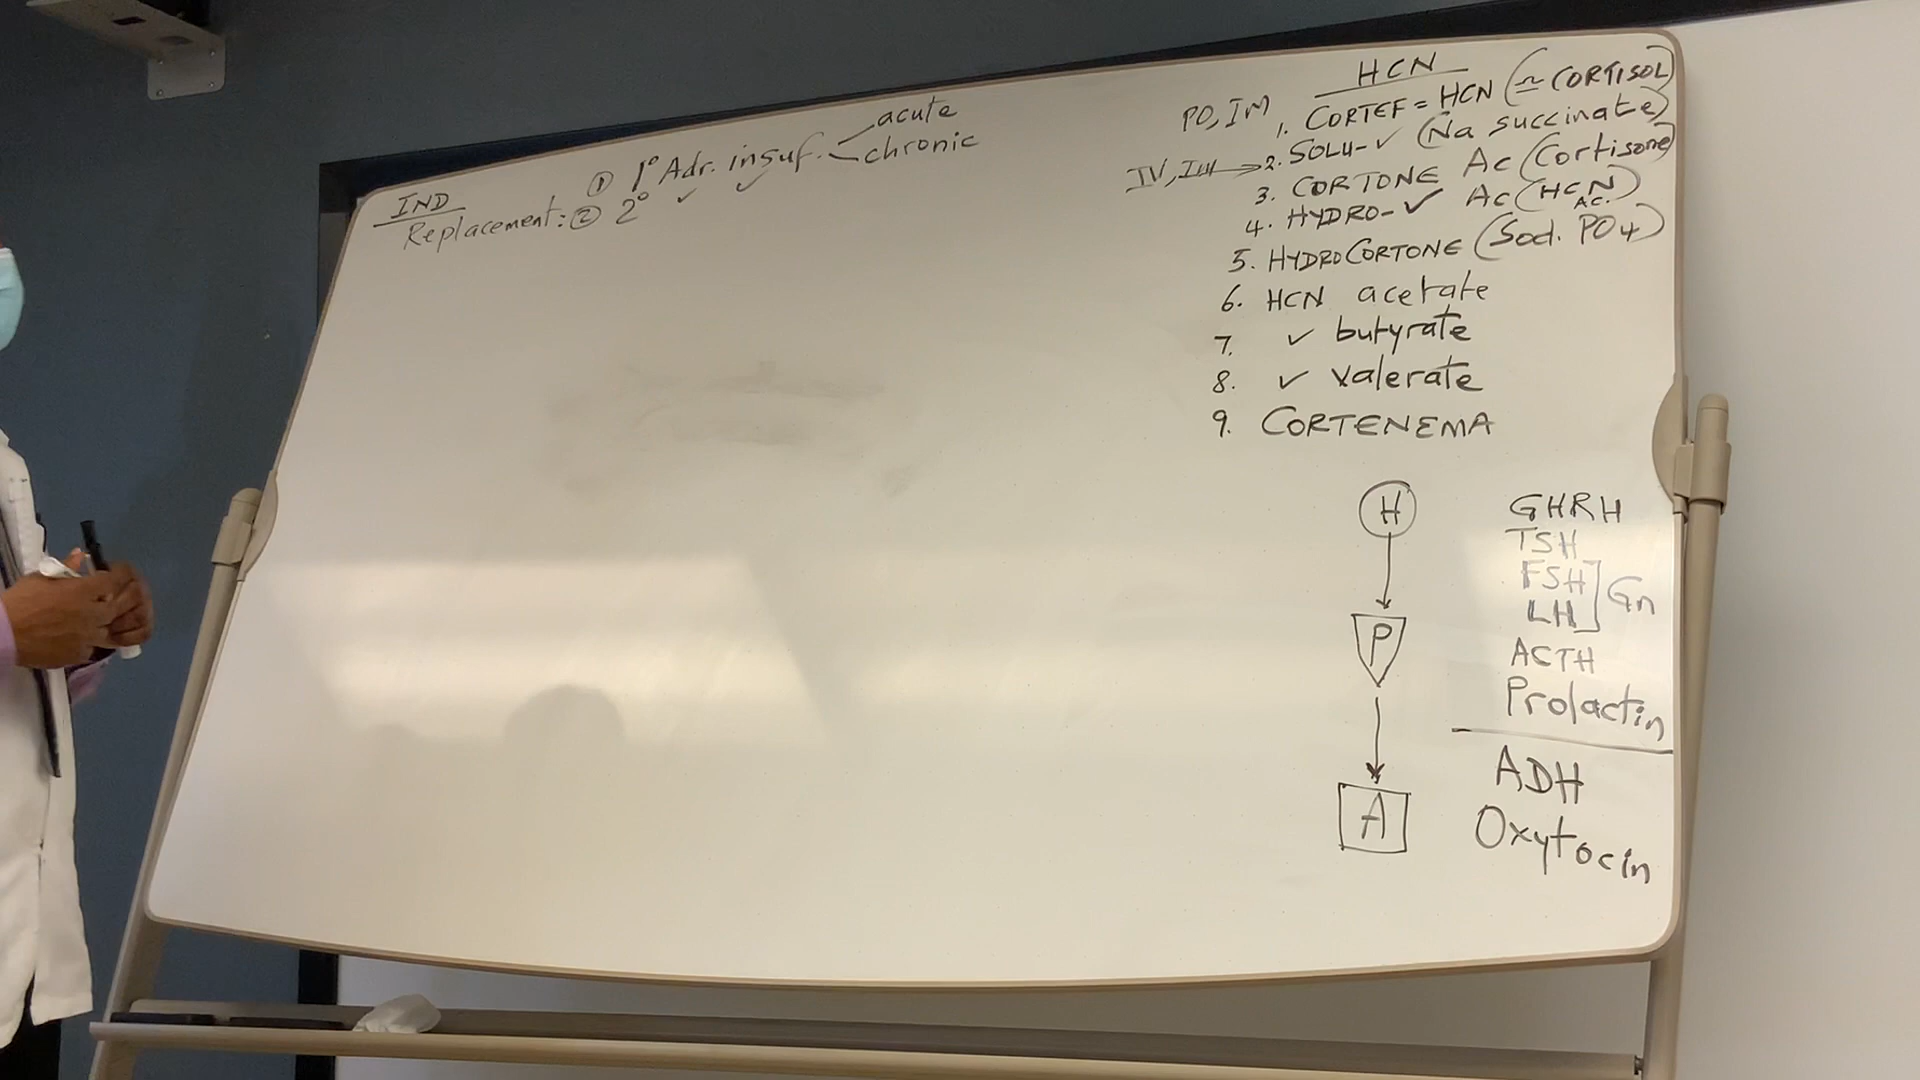 IND
Replacement: ① 1° Adr. insuf. acute
chronic
② 2° ✓ ✓
HCN
PO, IM 1. CORTEF = HCN (≃ CORTISOL)
IV, IM → 2. SOLU-✓ (Na succinate)
3. CORTONE Ac (Cortisone)
4. HYDRO-✓ Ac (HCN AC.)
5. HYDROCORTONE (Sod. PO4)
6. HCN acetate
7. ✓ butyrate
8. ✓ valerate
9. CORTENEMA
H
P
A
GHRH
TSH
FSH
LH ] Gn
ACTH
Prolactin
ADH
Oxytocin